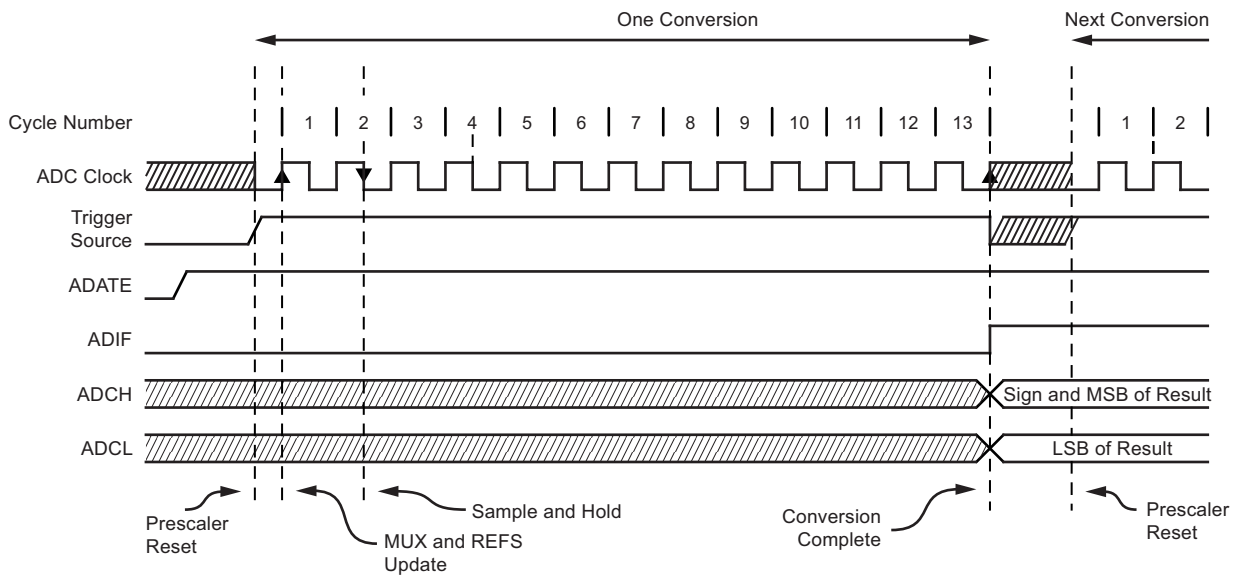 One Conversion
Next Conversion
Cycle Number
1 2 3 4 5 6 7 8 9 10 11 12 13
1 2
ADC Clock
Trigger
Source
ADATE
ADIF
ADCH
Sign and MSB of Result
ADCL
LSB of Result
Prescaler
Reset
MUX and REFS
Update
Sample and Hold
Conversion
Complete
Prescaler
Reset